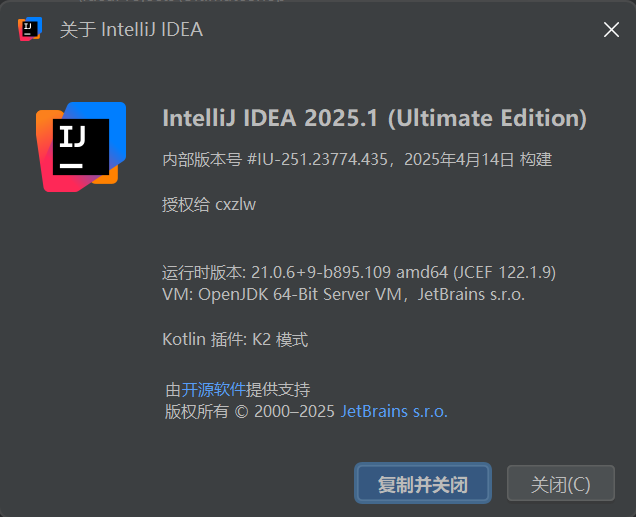 关于 IntelliJ IDEA
IJ
IJ
IntelliJ IDEA 2025.1 (Ultimate Edition)
内部版本号 #IU-251.23774.435，2025年4月14日 构建
授权给 cxzlw
运行时版本: 21.0.6+9-b895.109 amd64 (JCEF 122.1.9)
VM: OpenJDK 64-Bit Server VM，JetBrains s.r.o.
Kotlin 插件: K2 模式
由开源软件提供支持
版权所有 © 2000–2025 JetBrains s.r.o.
复制并关闭
关闭(C)